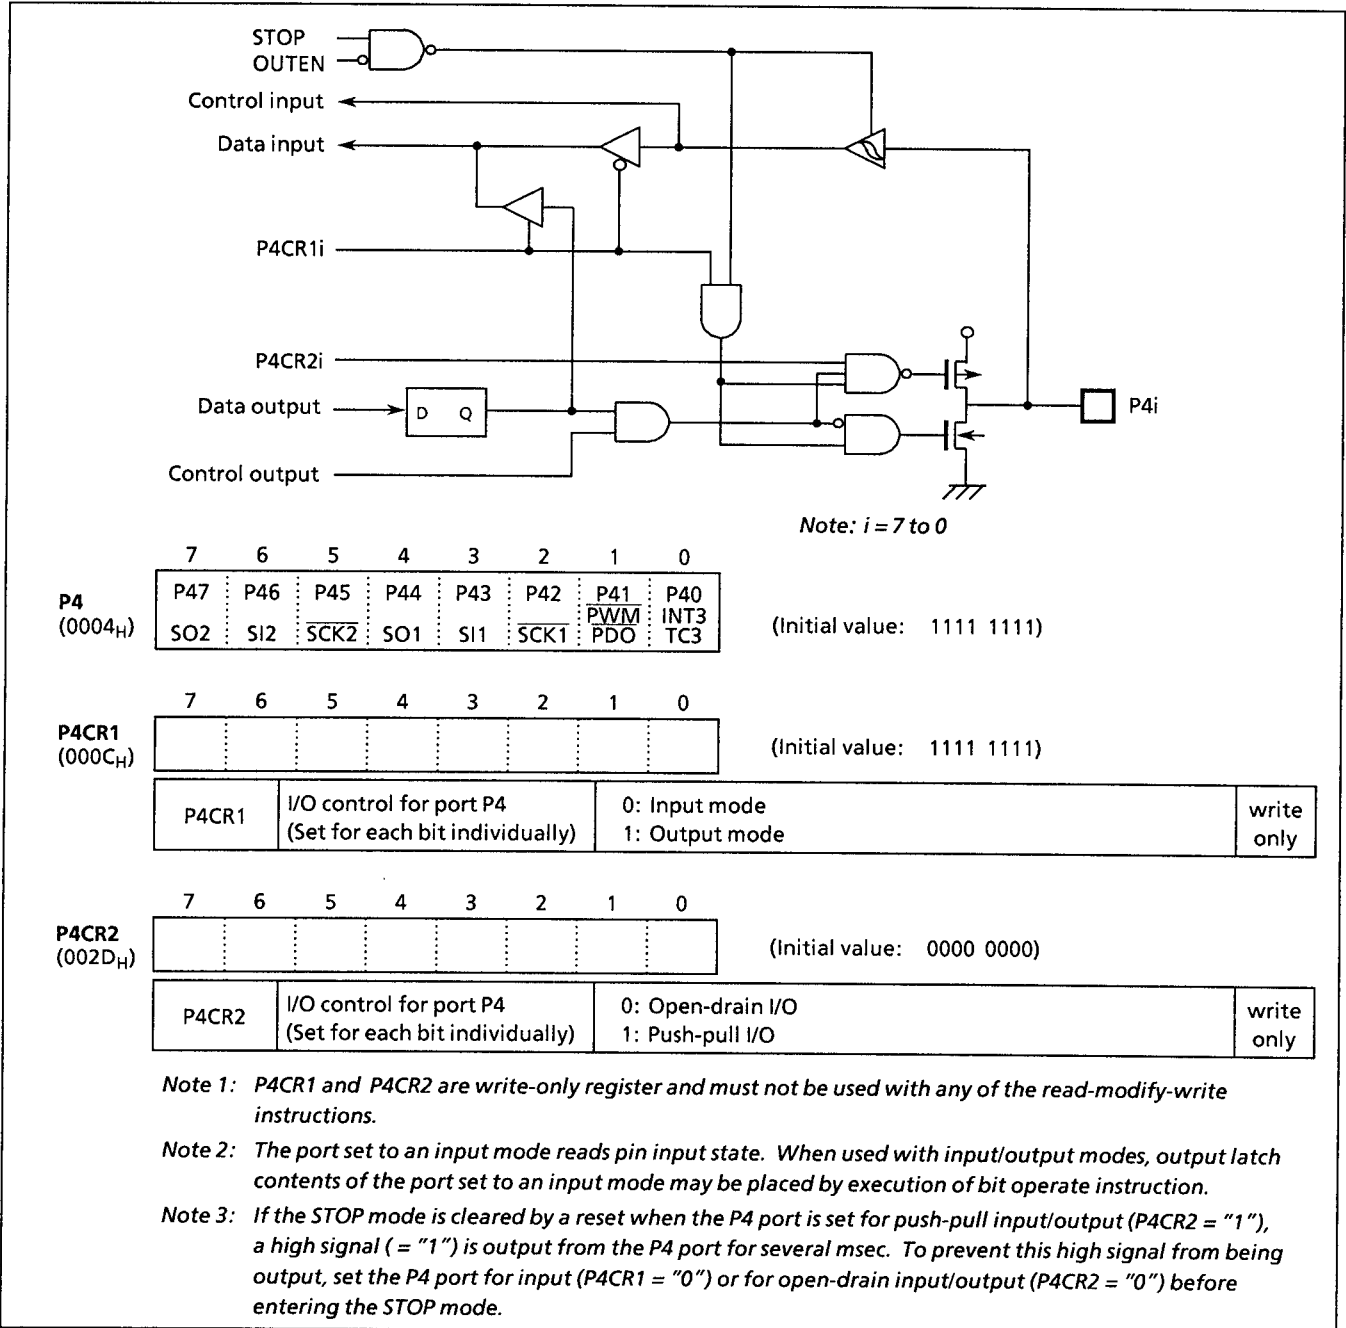 STOP
OUTEN
Control input
Data input
P4CR1i
P4CR2i
Data output
D Q
P4i
Control output
Note: i = 7 to 0
7 6 5 4 3 2 1 0
P4
(0004H)
P47 P46 P45 P44 P43 P42 P41 P40
PWM INT3
SO2 SI2 SCK2 SO1 SI1 SCK1 PDO TC3
(Initial value: 1111 1111)
7 6 5 4 3 2 1 0
P4CR1
(000CH)
(Initial value: 1111 1111)
P4CR1
I/O control for port P4
(Set for each bit individually)
0: Input mode
1: Output mode
write
only
7 6 5 4 3 2 1 0
P4CR2
(002DH)
(Initial value: 0000 0000)
P4CR2
I/O control for port P4
(Set for each bit individually)
0: Open-drain I/O
1: Push-pull I/O
write
only
Note 1: P4CR1 and P4CR2 are write-only register and must not be used with any of the read-modify-write
instructions.
Note 2: The port set to an input mode reads pin input state. When used with input/output modes, output latch
contents of the port set to an input mode may be placed by execution of bit operate instruction.
Note 3: If the STOP mode is cleared by a reset when the P4 port is set for push-pull input/output (P4CR2 = "1"),
a high signal ( = "1") is output from the P4 port for several msec. To prevent this high signal from being
output, set the P4 port for input (P4CR1 = "0") or for open-drain input/output (P4CR2 = "0") before
entering the STOP mode.